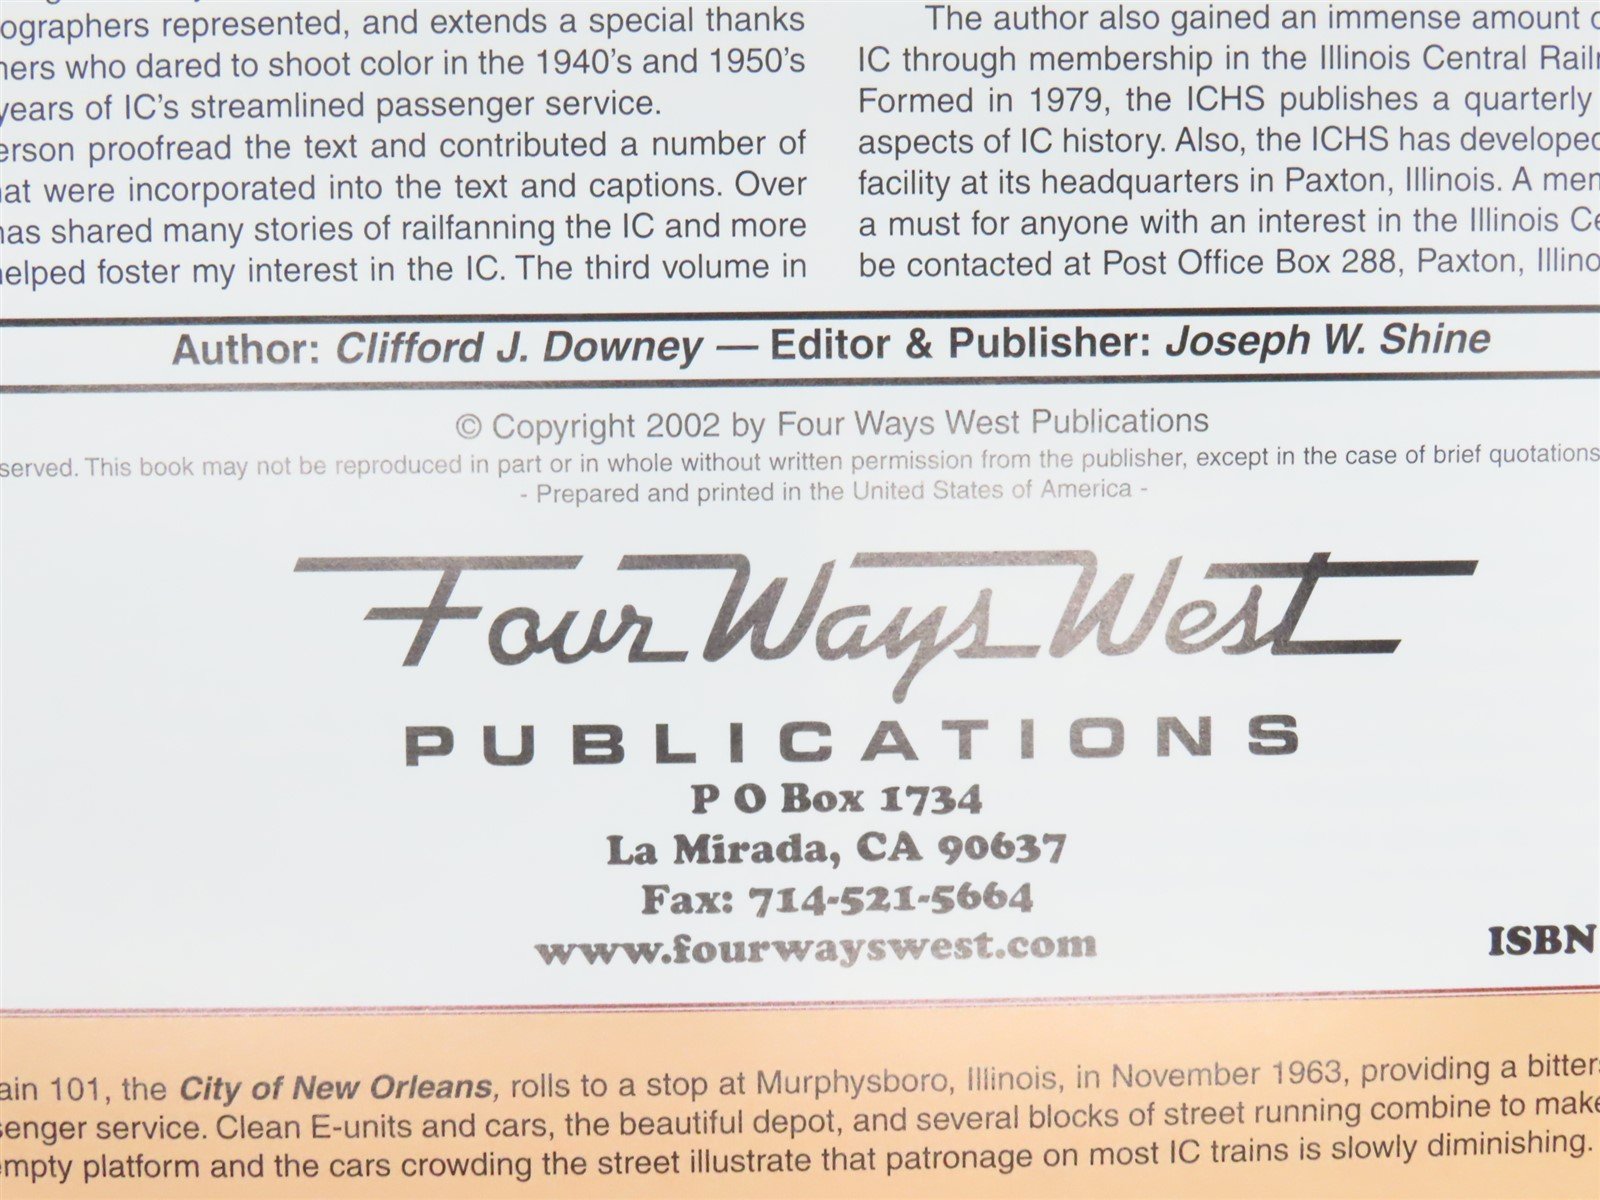 ographers represented, and extends a special thanks
hers who dared to shoot color in the 1940's and 1950's
years of IC's streamlined passenger service.
erson proofread the text and contributed a number of
hat were incorporated into the text and captions. Over
has shared many stories of railfanning the IC and more
helped foster my interest in the IC. The third volume in
The author also gained an immense amount
IC through membership in the Illinois Central Railr
Formed in 1979, the ICHS publishes a quarterly
aspects of IC history. Also, the ICHS has developed
facility at its headquarters in Paxton, Illinois. A mem
a must for anyone with an interest in the Illinois Ce
be contacted at Post Office Box 288, Paxton, Illino
Author: Clifford J. Downey — Editor & Publisher: Joseph W. Shine
© Copyright 2002 by Four Ways West Publications
served. This book may not be reproduced in part or in whole without written permission from the publisher, except in the case of brief quotations
- Prepared and printed in the United States of America -
Four Ways West
PUBLICATIONS
P O Box 1734
La Mirada, CA 90637
Fax: 714-521-5664
www.fourwayswest.com
ISBN
ain 101, the City of New Orleans, rolls to a stop at Murphysboro, Illinois, in November 1963, providing a bitters
senger service. Clean E-units and cars, the beautiful depot, and several blocks of street running combine to make
empty platform and the cars crowding the street illustrate that patronage on most IC trains is slowly diminishing.